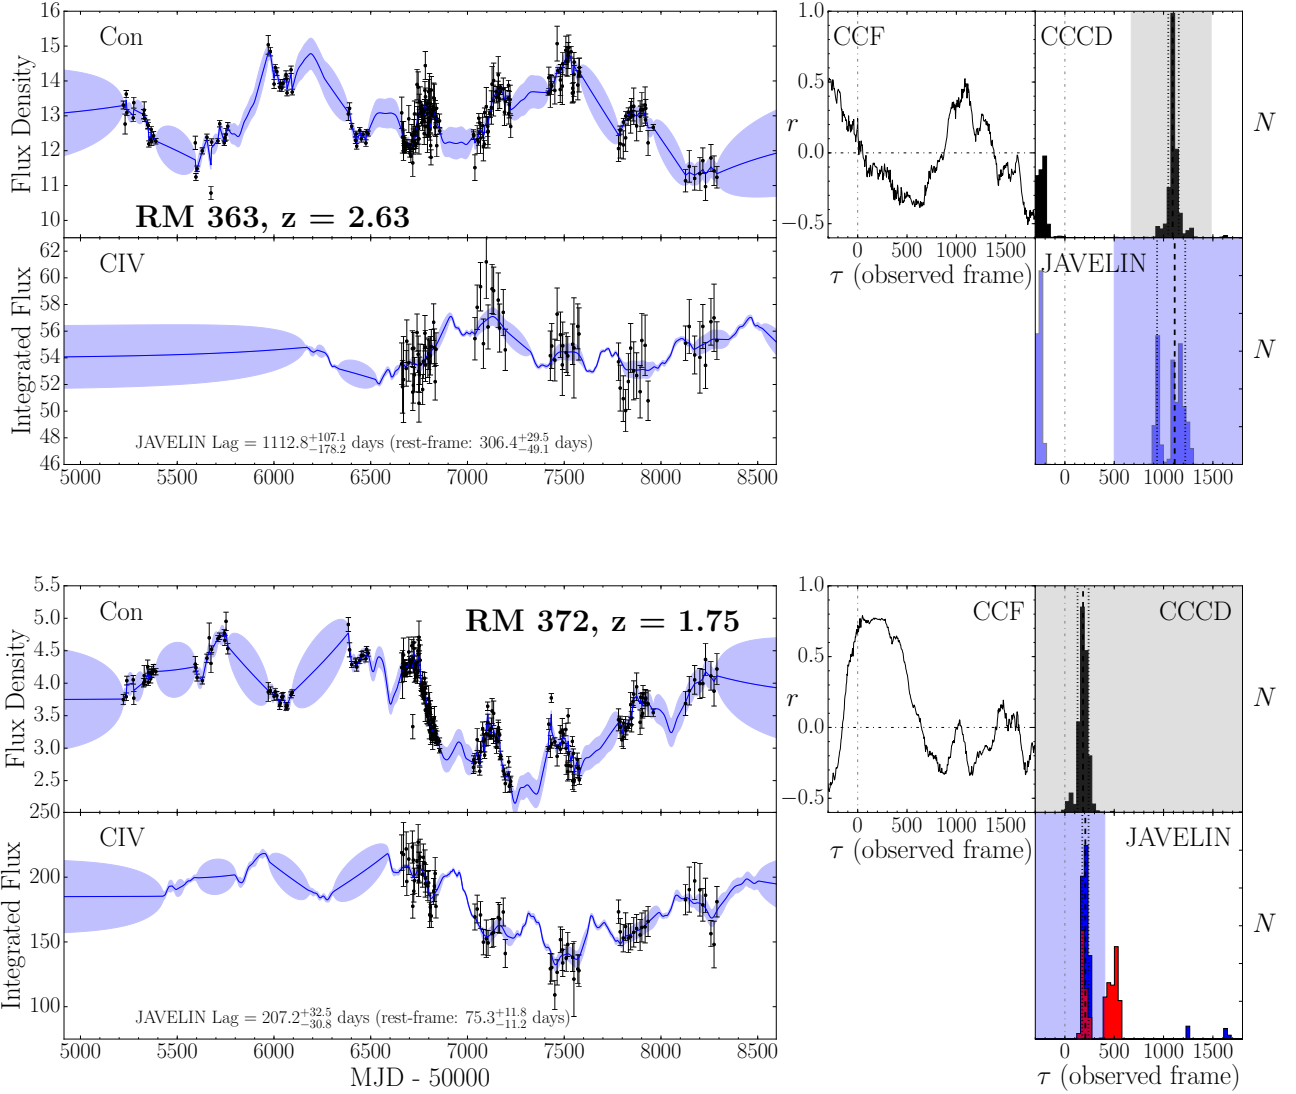 Con
RM 363, z = 2.63
Flux Density
16
15
14
13
12
11
10
CIV
JAVELIN Lag = 1112.8^{+107.1}_{-178.2} days (rest-frame: 306.4^{+29.5}_{-49.1} days)
Integrated Flux
62
60
58
56
54
52
50
48
46
5000 5500 6000 6500 7000 7500 8000 8500
CCF
r
1.0
0.5
0.0
−0.5
0 500 1000 1500
τ (observed frame)
CCCD
N
JAVELIN
N
0 500 1000 1500
Con
RM 372, z = 1.75
Flux Density
5.5
5.0
4.5
4.0
3.5
3.0
2.5
250
CIV
JAVELIN Lag = 207.2^{+32.5}_{-30.8} days (rest-frame: 75.3^{+11.8}_{-11.2} days)
Integrated Flux
200
150
100
5000 5500 6000 6500 7000 7500 8000 8500
MJD - 50000
CCF
r
1.0
0.5
0.0
−0.5
0 500 1000 1500
τ (observed frame)
CCCD
N
JAVELIN
N
0 500 1000 1500
τ (observed frame)